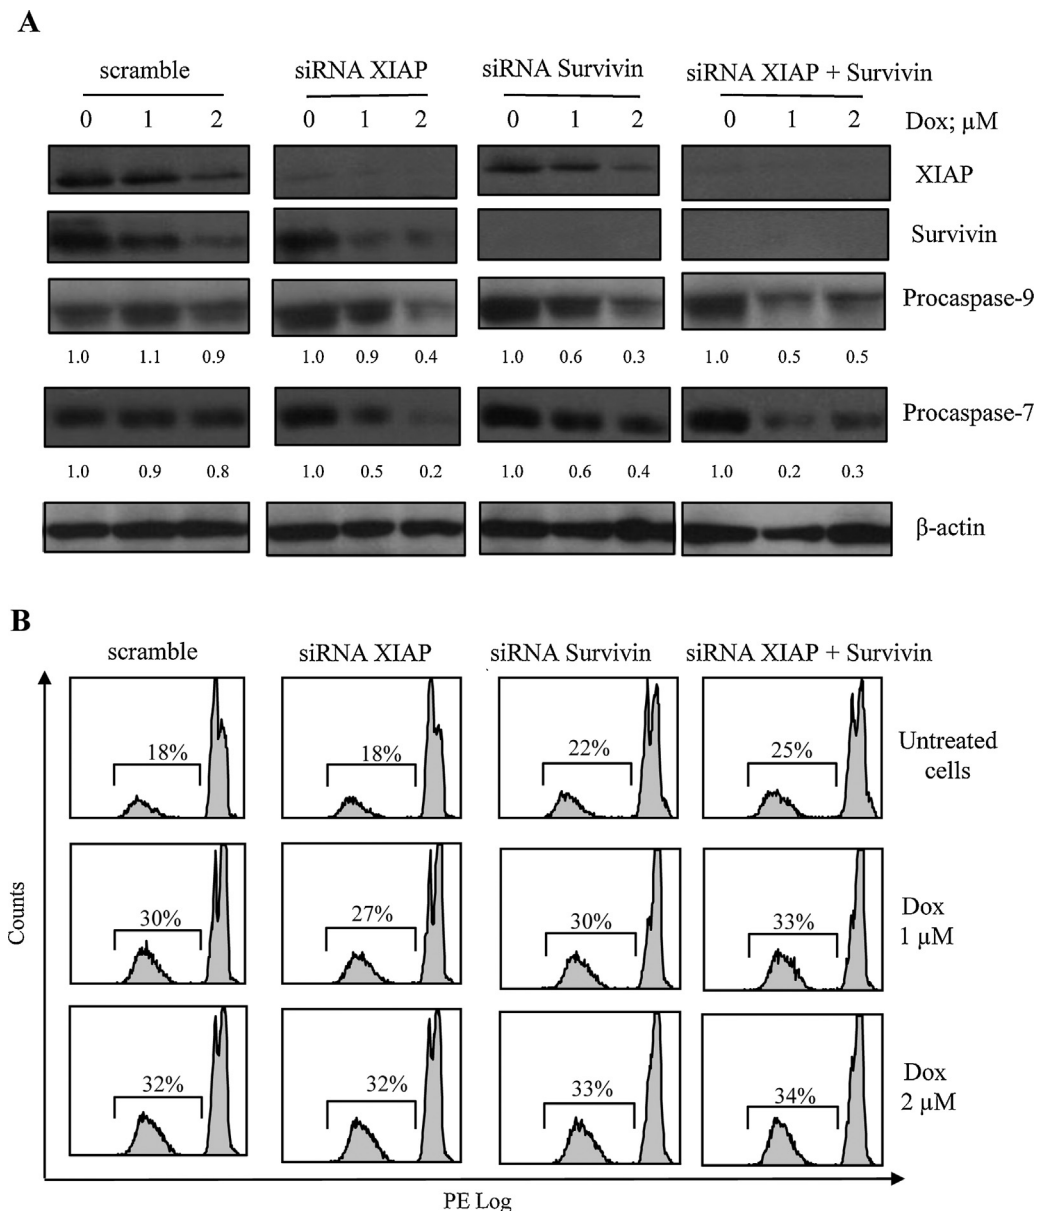 A
scramble
siRNA XIAP
siRNA Survivin
siRNA XIAP + Survivin
0 1 2 0 1 2 0 1 2 0 1 2 Dox; µM
XIAP
Survivin
Procaspase-9
1.0 1.1 0.9 1.0 0.9 0.4 1.0 0.6 0.3 1.0 0.5 0.5
Procaspase-7
1.0 0.9 0.8 1.0 0.5 0.2 1.0 0.6 0.4 1.0 0.2 0.3
β-actin
B
scramble
siRNA XIAP
siRNA Survivin
siRNA XIAP + Survivin
18% 18% 22% 25%
Untreated
cells
30% 27% 30% 33%
Dox
1 µM
32% 32% 33% 34%
Dox
2 µM
Counts
PE Log